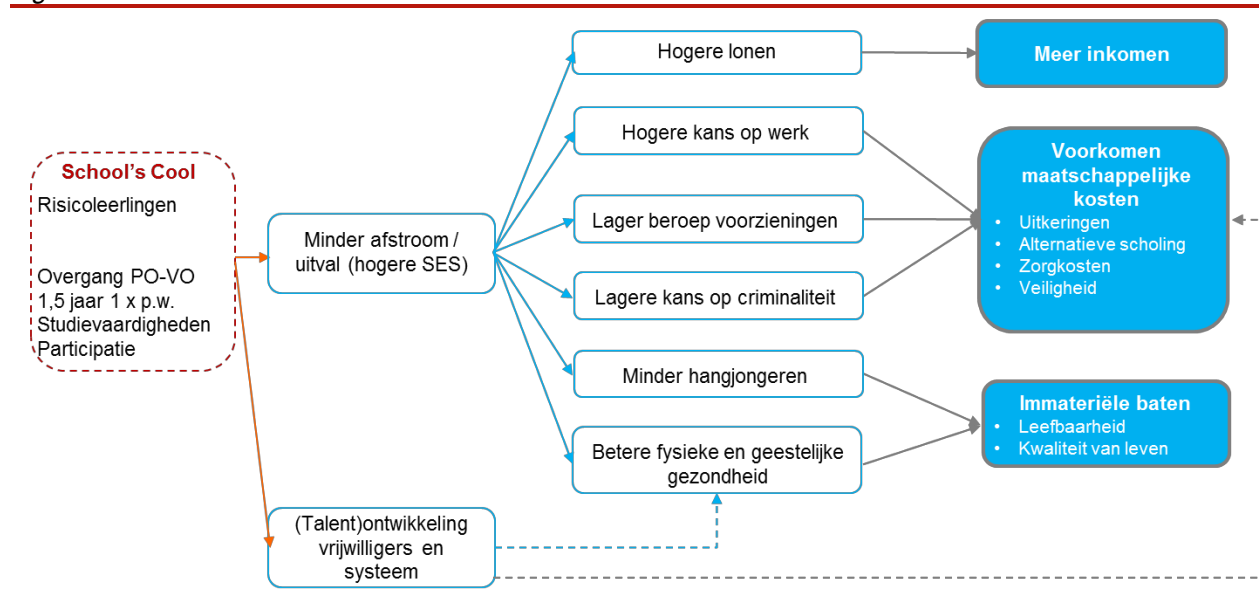 School's Cool
Risicoleerlingen
Overgang PO-VO
1,5 jaar 1 x p.w.
Studievaardigheden
Participatie
Minder afstroom /
uitval (hogere SES)
(Talent)ontwikkeling
vrijwilligers en
systeem
Hogere lonen
Hogere kans op werk
Lager beroep voorzieningen
Lagere kans op criminaliteit
Minder hangjongeren
Betere fysieke en geestelijke
gezondheid
Meer inkomen
Voorkomen
maatschappelijke
kosten
• Uitkeringen
• Alternatieve scholing
• Zorgkosten
• Veiligheid
Immateriële baten
• Leefbaarheid
• Kwaliteit van leven